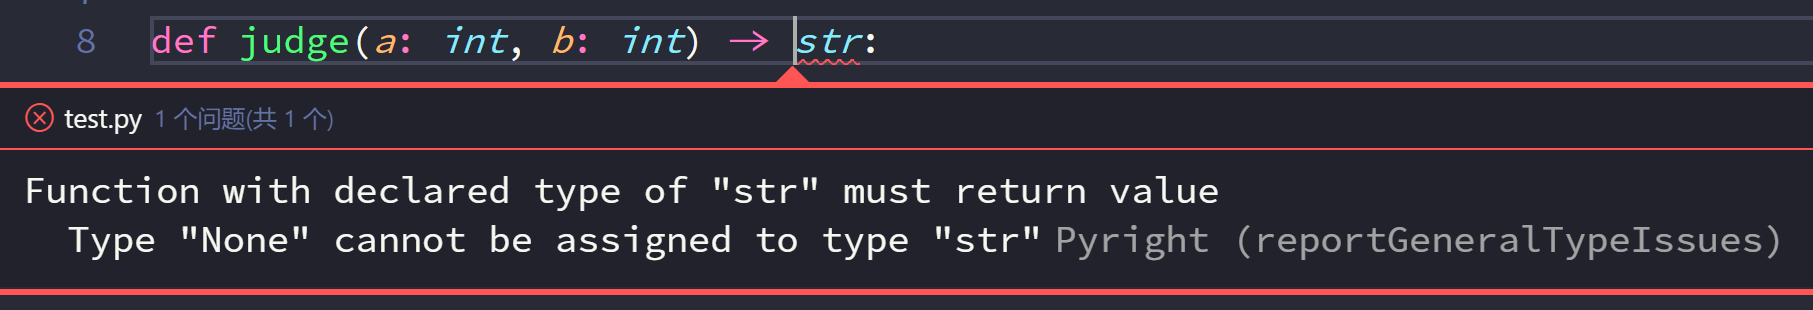 8 def judge(a: int, b: int) -> str:
test.py 1 个问题(共 1 个)
Function with declared type of "str" must return value
Type "None" cannot be assigned to type "str" Pyright (reportGeneralTypeIssues)